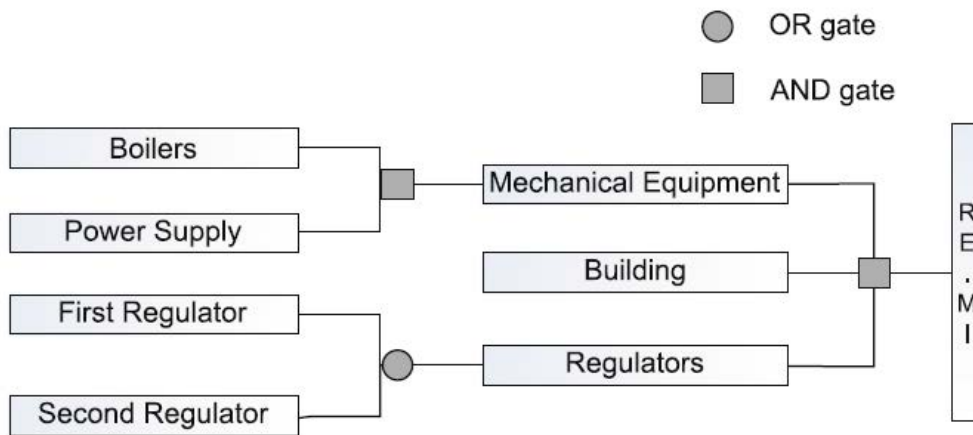 OR gate
AND gate
Boilers
Power Supply
First Regulator
Second Regulator
Mechanical Equipment
Building
Regulators
R
E
.
M
I